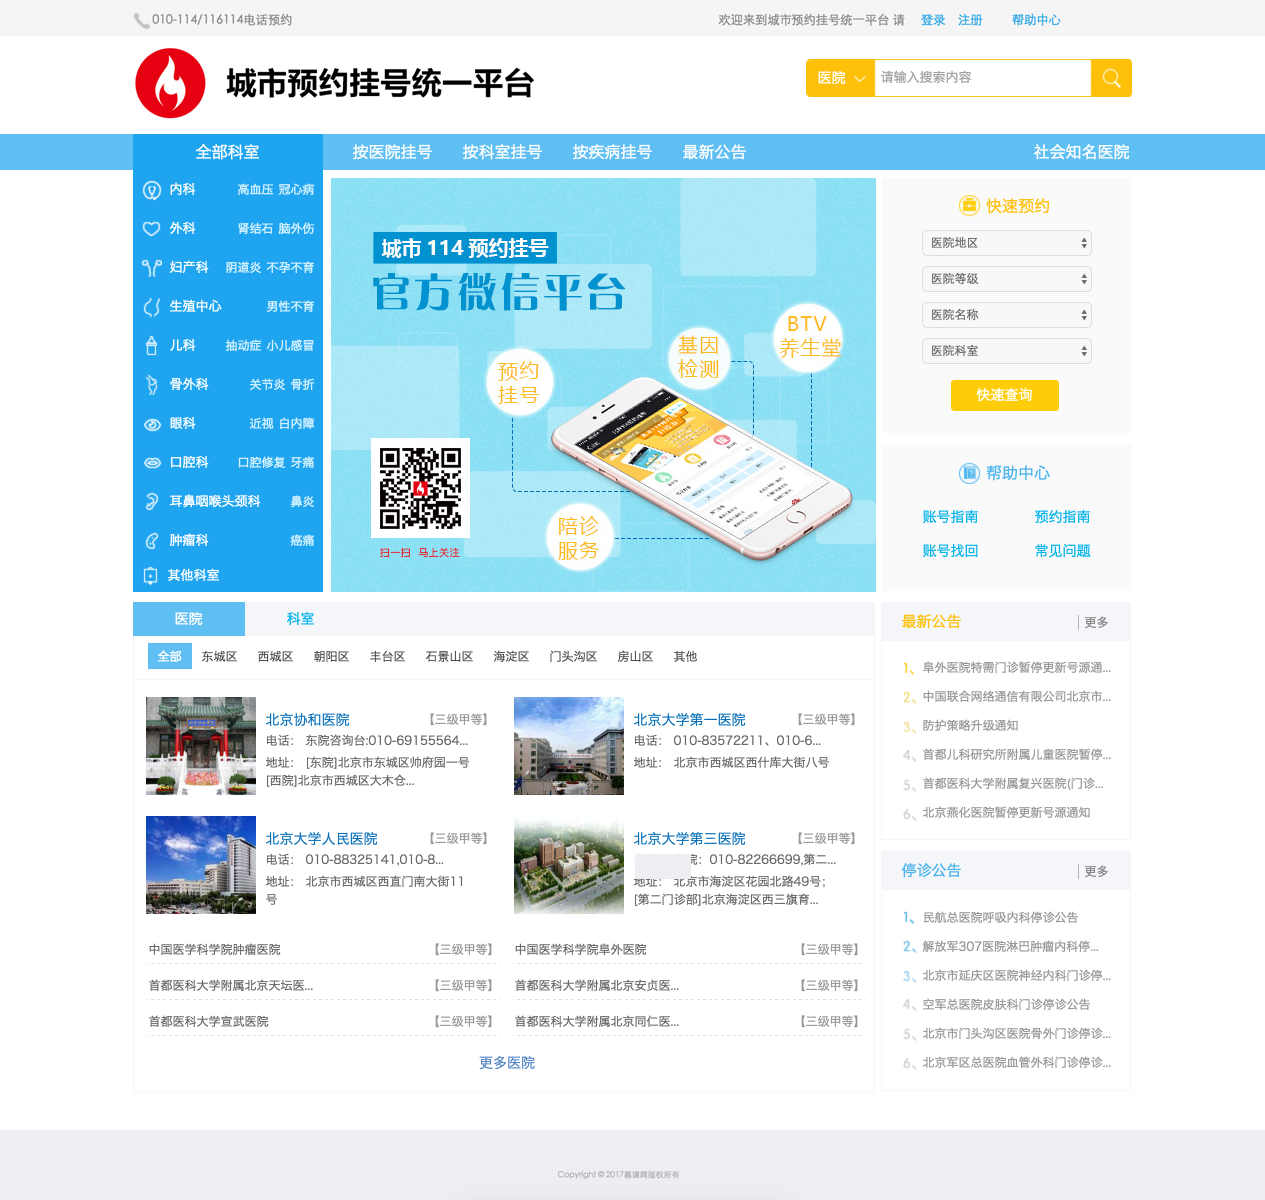 010-114/116114电话预约
欢迎来到城市预约挂号统一平台 请 登录 注册 帮助中心
城市预约挂号统一平台
医院 请输入搜索内容
全部科室 按医院挂号 按科室挂号 按疾病挂号 最新公告 社会知名医院
内科 高血压 冠心病
外科 肾结石 脑外伤
妇产科 阴道炎 不孕不育
生殖中心 男性不育
儿科 抽动症 小儿感冒
骨外科 关节炎 骨折
眼科 近视 白内障
口腔科 口腔修复 牙痛
耳鼻咽喉头颈科 鼻炎
肿瘤科 癌痛
其他科室
城市 114 预约挂号
官方微信平台
BTV
养生堂
基因
检测
预约
挂号
陪诊
服务
扫一扫 马上关注
快速预约
医院地区
医院等级
医院名称
医院科室
快速查询
帮助中心
账号指南 预约指南
账号找回 常见问题
医院 科室
全部 东城区 西城区 朝阳区 丰台区 石景山区 海淀区 门头沟区 房山区 其他
北京协和医院 【三级甲等】
电话： 东院咨询台:010-69155564...
地址： [东院]北京市东城区帅府园一号
[西院]北京市西城区大木仓...
北京大学第一医院 【三级甲等】
电话： 010-83572211、010-6...
地址： 北京市西城区西什库大街八号
北京大学人民医院 【三级甲等】
电话： 010-88325141,010-8...
地址： 北京市西城区西直门南大街11
号
北京大学第三医院 【三级甲等】
院：010-82266699,第二...
地址： 北京市海淀区花园北路49号；
[第二门诊部]北京海淀区西三旗育...
中国医学科学院肿瘤医院 【三级甲等】
中国医学科学院阜外医院 【三级甲等】
首都医科大学附属北京天坛医... 【三级甲等】
首都医科大学附属北京安贞医... 【三级甲等】
首都医科大学宣武医院 【三级甲等】
首都医科大学附属北京同仁医... 【三级甲等】
更多医院
最新公告 更多
1、阜外医院特需门诊暂停更新号源通...
2、中国联合网络通信有限公司北京市...
3、防护策略升级通知
4、首都儿科研究所附属儿童医院暂停...
5、首都医科大学附属复兴医院(门诊...
6、北京燕化医院暂停更新号源通知
停诊公告 更多
1、民航总医院呼吸内科停诊公告
2、解放军307医院淋巴肿瘤内科停...
3、北京市延庆区医院神经内科门诊停...
4、空军总医院皮肤科门诊停诊公告
5、北京市门头沟区医院骨外门诊停诊...
6、北京军区总医院血管外科门诊停诊...
Copyright © 2017慕课网版权所有